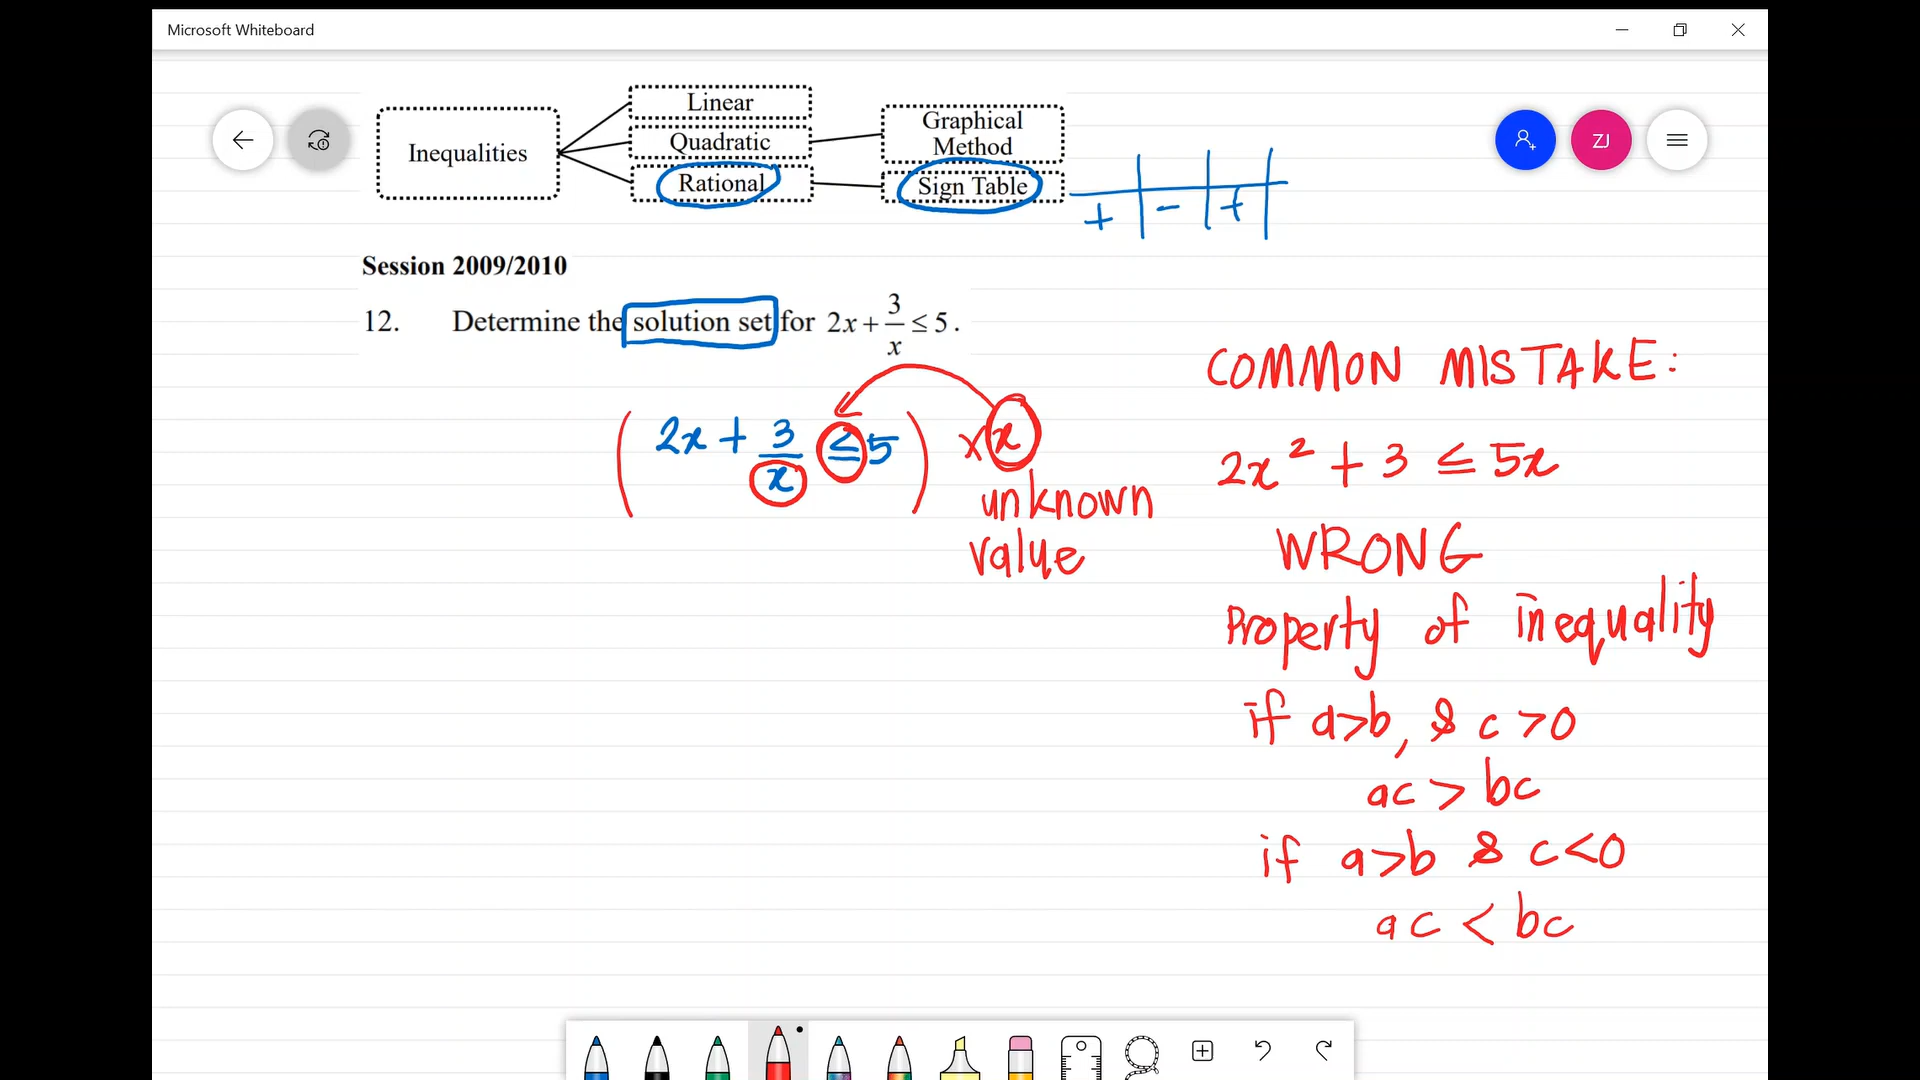 Microsoft Whiteboard
Inequalities
Linear
Quadratic
Rational
Graphical
Method
Sign Table
+ | - | +
ZJ
Session 2009/2010
12. Determine the solution set for 2x + 3/x ≤ 5.
(2x + 3/x ≤ 5) × x
unknown
value
COMMON MISTAKE:
2x² + 3 ≤ 5x
WRONG
Property of inequality
if a>b, & c>0
ac > bc
if a>b & c<0
ac < bc